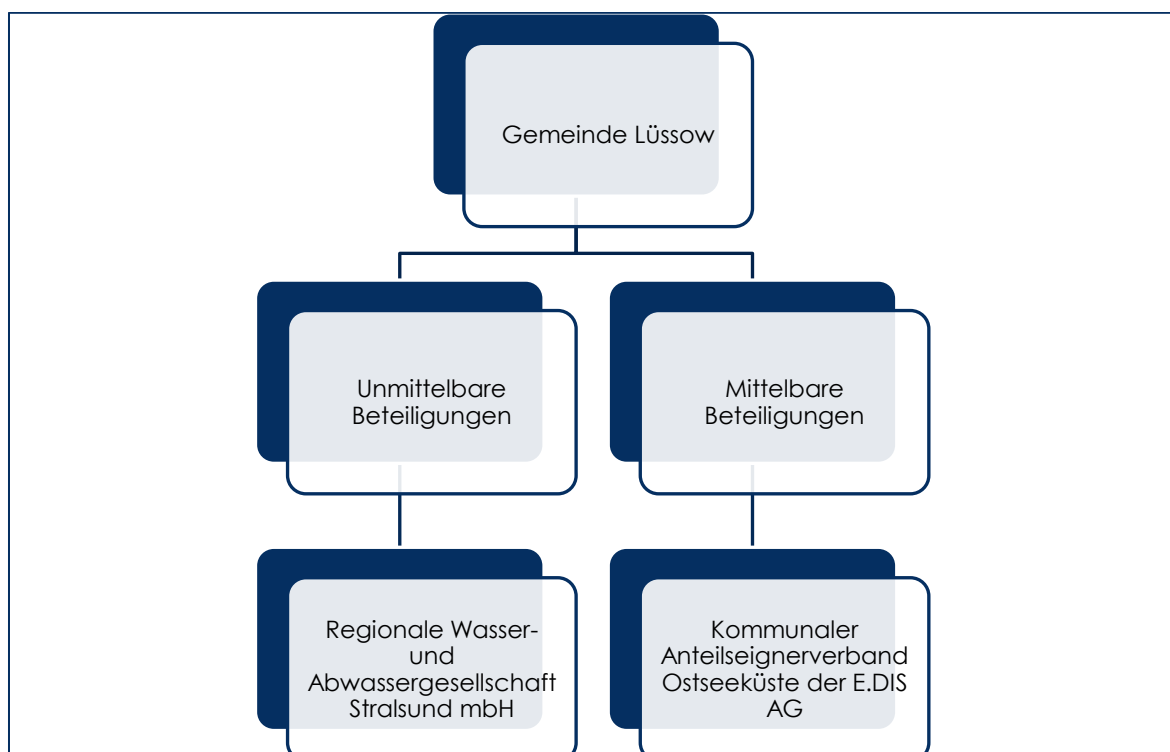 Gemeinde Lüssow
Unmittelbare
Beteiligungen
Mittelbare
Beteiligungen
Regionale Wasser-
und
Abwassergesellschaft
Stralsund mbH
Kommunaler
Anteilseignerverband
Ostseeküste der E.DIS
AG